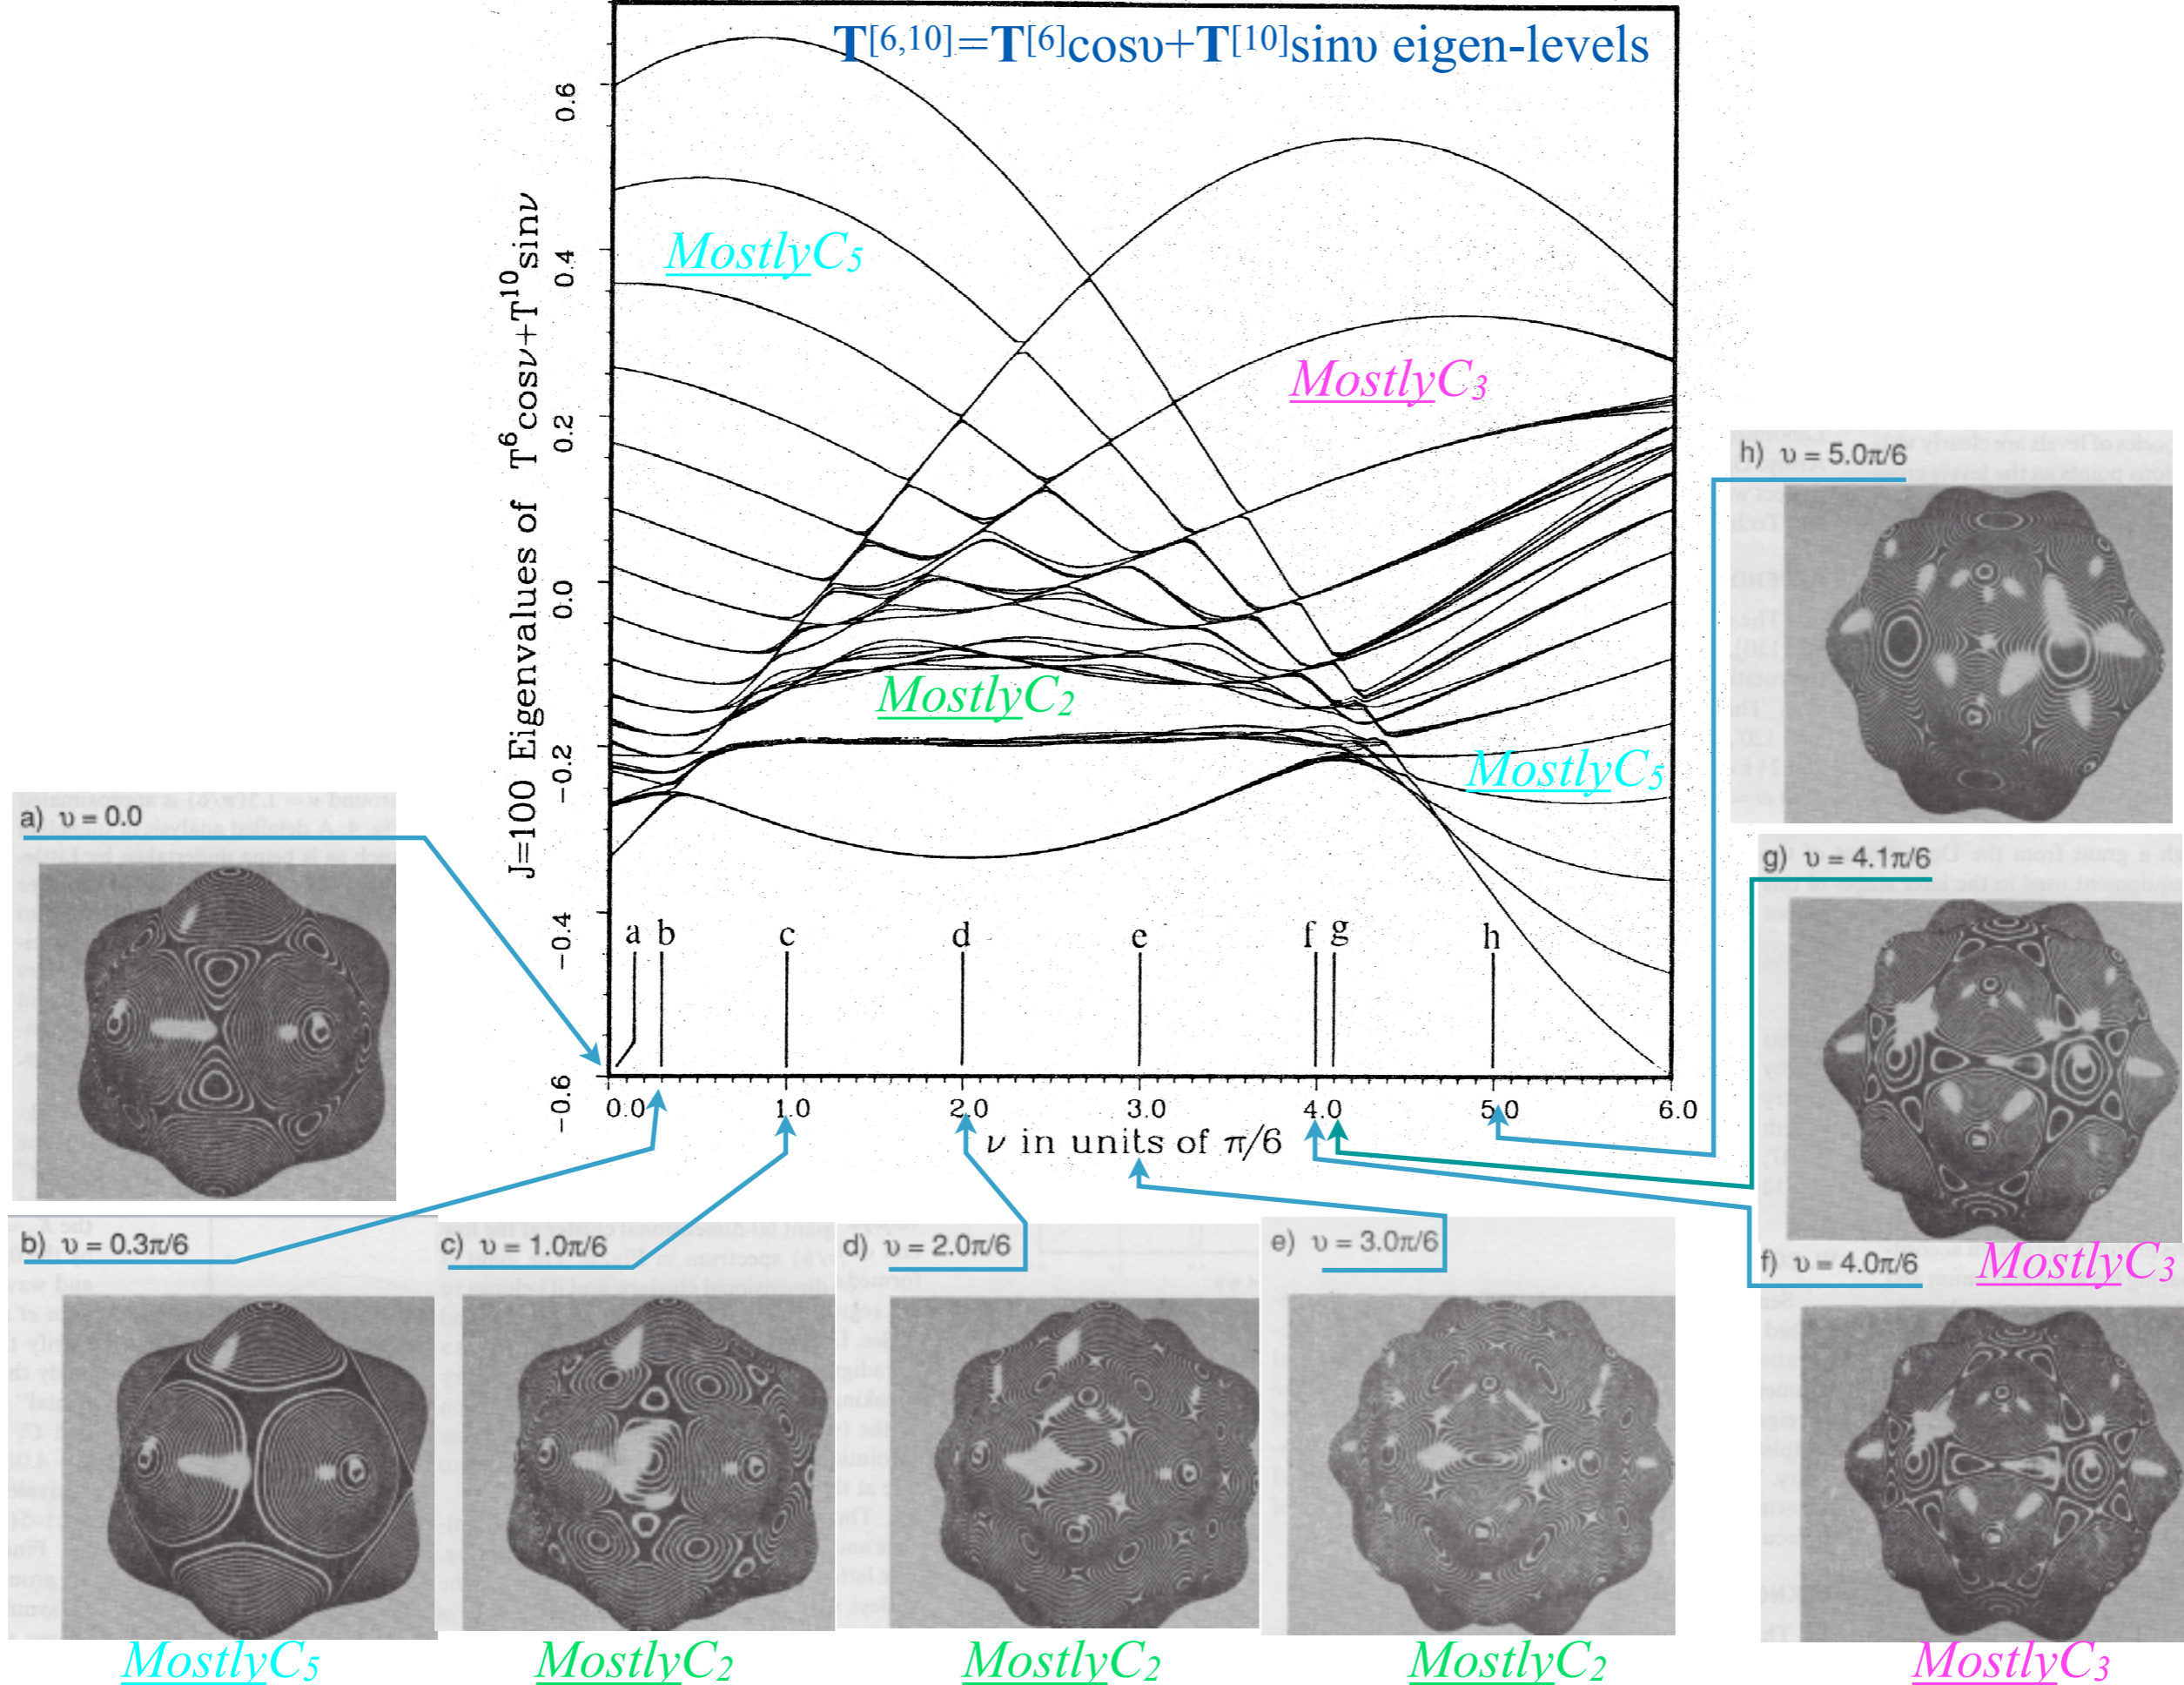 T[6,10]=T[6]cosυ+T[10]sinυ eigen-levels
J=100 Eigenvalues of T⁶cosν+T¹⁰sinν
0.6
0.4
0.2
0.0
−0.2
−0.4
−0.6
MostlyC5
MostlyC3
MostlyC2
MostlyC5
a b c d e f g h
0.0 1.0 2.0 3.0 4.0 5.0 6.0
ν in units of π/6
a) υ = 0.0
b) υ = 0.3π/6
MostlyC5
c) υ = 1.0π/6
MostlyC2
d) υ = 2.0π/6
MostlyC2
e) υ = 3.0π/6
MostlyC2
h) υ = 5.0π/6
g) υ = 4.1π/6
MostlyC3
f) υ = 4.0π/6
MostlyC3